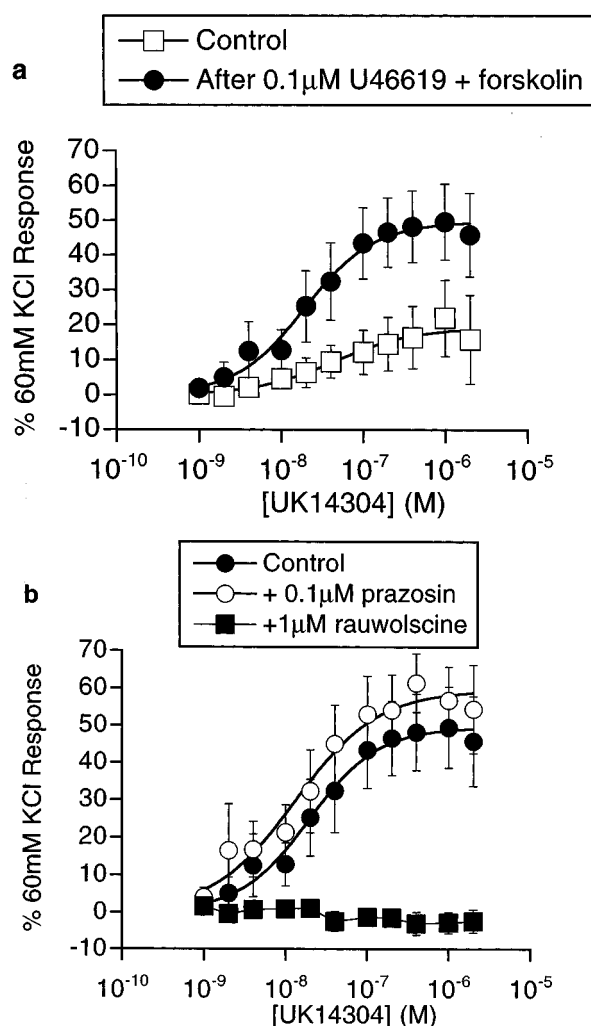 a
Control
After 0.1μM U46619 + forskolin
% 60mM KCl Response
70
60
50
40
30
20
10
0
-10
10-10
10-9
10-8
10-7
10-6
10-5
[UK14304] (M)
b
Control
+ 0.1μM prazosin
+1μM rauwolscine
% 60mM KCl Response
70
60
50
40
30
20
10
0
-10
10-10
10-9
10-8
10-7
10-6
10-5
[UK14304] (M)